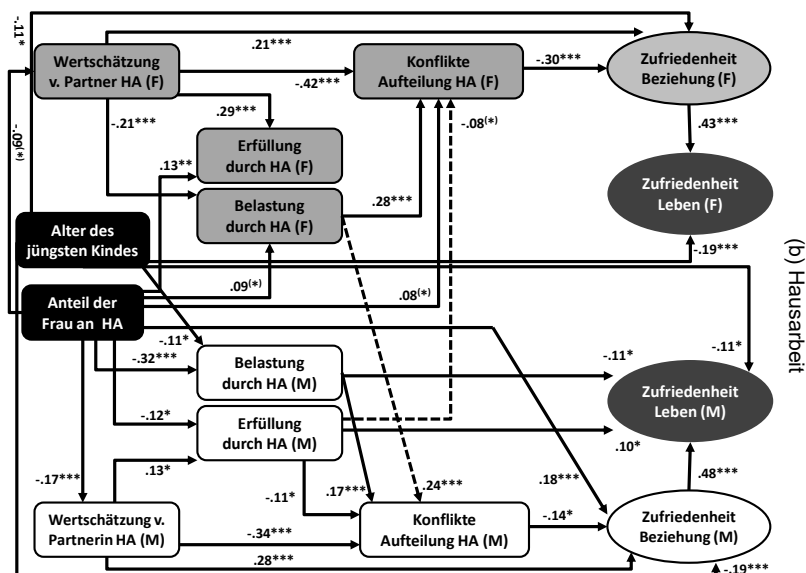 -.11*
.21***
Wertschätzung
v. Partner HA (F)
Konflikte
Aufteilung HA (F)
-.30***
Zufriedenheit
Beziehung (F)
-.42***
-.09(*)
-.21***
.29***
-.08(*)
.43***
Erfüllung
durch HA (F)
.13**
Belastung
durch HA (F)
.28***
Zufriedenheit
Leben (F)
Alter des
jüngsten Kindes
-.19***
(b) Hausarbeit
.09(*)
.08(*)
Anteil der
Frau an HA
-.11*
-.32***
Belastung
durch HA (M)
-.11*
-.11*
Zufriedenheit
Leben (M)
-.12*
Erfüllung
durch HA (M)
.10*
-.17***
.13*
-.11*
.17***
.24***
.18***
.48***
Wertschätzung v.
Partnerin HA (M)
-.34***
Konflikte
Aufteilung HA (M)
-.14*
Zufriedenheit
Beziehung (M)
.28***
-.19***